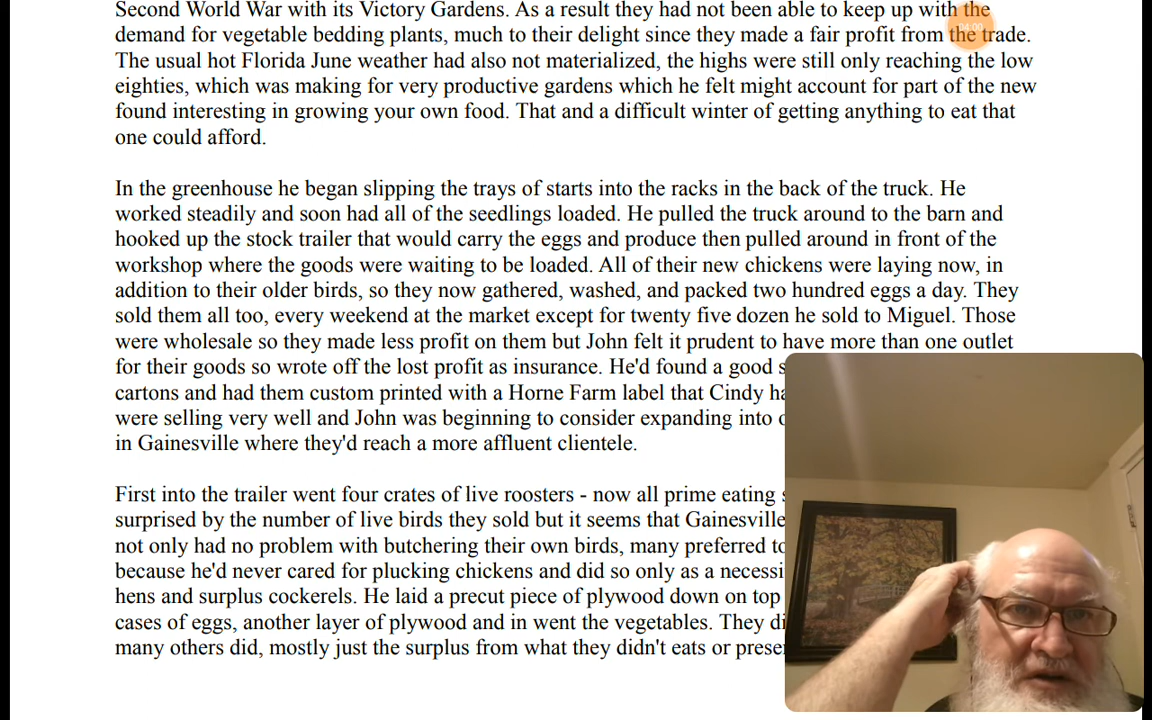 Second World War with its Victory Gardens. As a result they had not been able to keep up with the
04:00
demand for vegetable bedding plants, much to their delight since they made a fair profit from the trade.
The usual hot Florida June weather had also not materialized, the highs were still only reaching the low
eighties, which was making for very productive gardens which he felt might account for part of the new
found interesting in growing your own food. That and a difficult winter of getting anything to eat that
one could afford.
In the greenhouse he began slipping the trays of starts into the racks in the back of the truck. He
worked steadily and soon had all of the seedlings loaded. He pulled the truck around to the barn and
hooked up the stock trailer that would carry the eggs and produce then pulled around in front of the
workshop where the goods were waiting to be loaded. All of their new chickens were laying now, in
addition to their older birds, so they now gathered, washed, and packed two hundred eggs a day. They
sold them all too, every weekend at the market except for twenty five dozen he sold to Miguel. Those
were wholesale so they made less profit on them but John felt it prudent to have more than one outlet
for their goods so wrote off the lost profit as insurance. He'd found a good
cartons and had them custom printed with a Horne Farm label that Cindy
were selling very well and John was beginning to consider expanding into
in Gainesville where they'd reach a more affluent clientele.
First into the trailer went four crates of live roosters - now all prime eating
surprised by the number of live birds they sold but it seems that Gainesville
not only had no problem with butchering their own birds, many preferred
because he'd never cared for plucking chickens and did so only as a
hens and surplus cockerels. He laid a precut piece of plywood down on top
cases of eggs, another layer of plywood and in went the vegetables. They
many others did, mostly just the surplus from what they didn't eats or